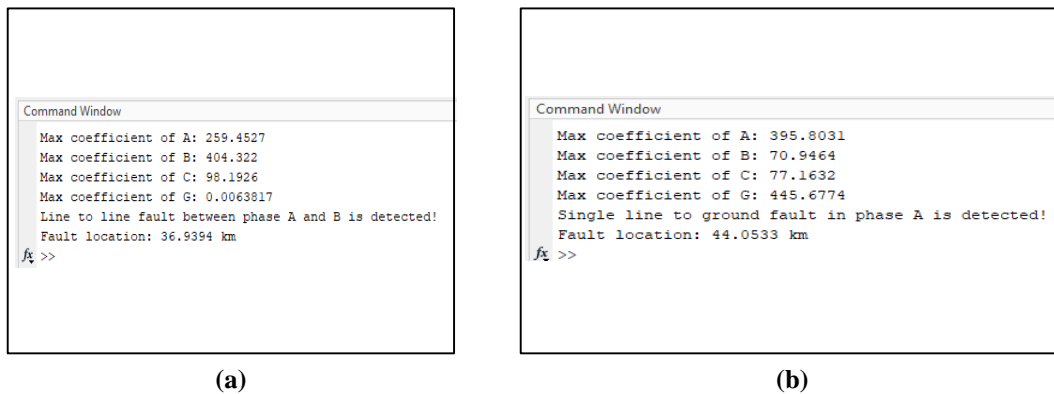 Command Window
Max coefficient of A: 259.4527
Max coefficient of B: 404.322
Max coefficient of C: 98.1926
Max coefficient of G: 0.0063817
Line to line fault between phase A and B is detected!
Fault location: 36.9394 km
fx >>
(a)
Command Window
Max coefficient of A: 395.8031
Max coefficient of B: 70.9464
Max coefficient of C: 77.1632
Max coefficient of G: 445.6774
Single line to ground fault in phase A is detected!
Fault location: 44.0533 km
fx >>
(b)